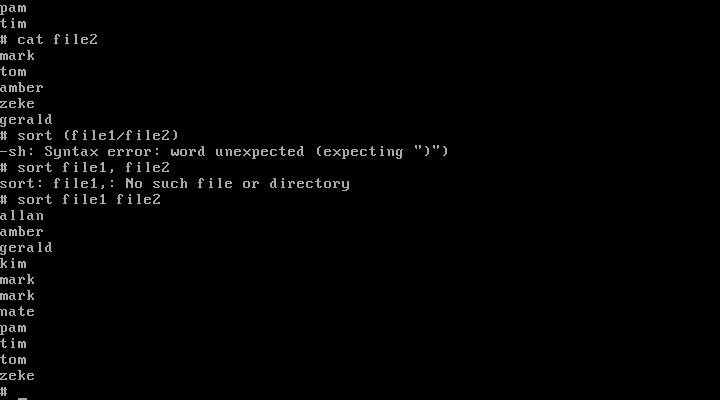 pam
tim
# cat file2
mark
tom
amber
zeke
gerald
# sort (file1/file2)
-sh: Syntax error: word unexpected (expecting ")")
# sort file1, file2
sort: file1,: No such file or directory
# sort file1 file2
allan
amber
gerald
kim
mark
mark
nate
pam
tim
tom
zeke
# _